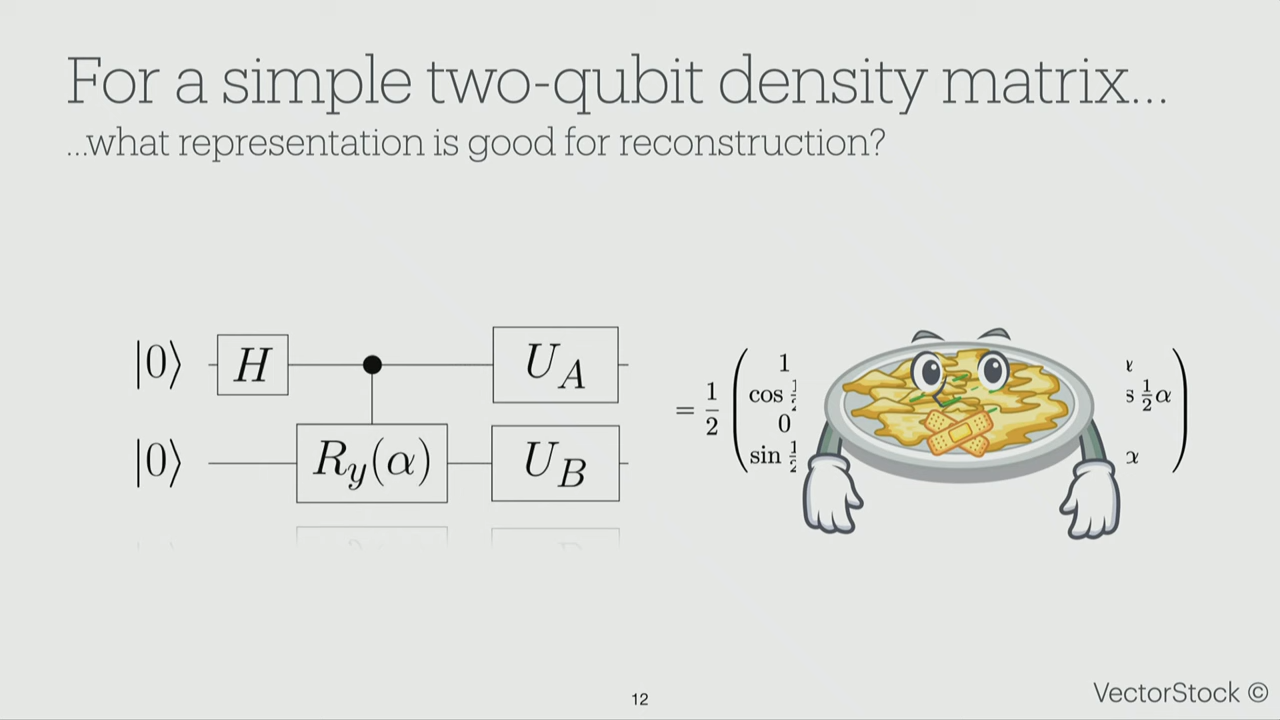 For a simple two-qubit density matrix...
...what representation is good for reconstruction?
|0⟩ H U_A
|0⟩ R_y(α) U_B
= 1/2
1
cos 1/2
0
sin 1/2
s 1/2 α
12
VectorStock ©